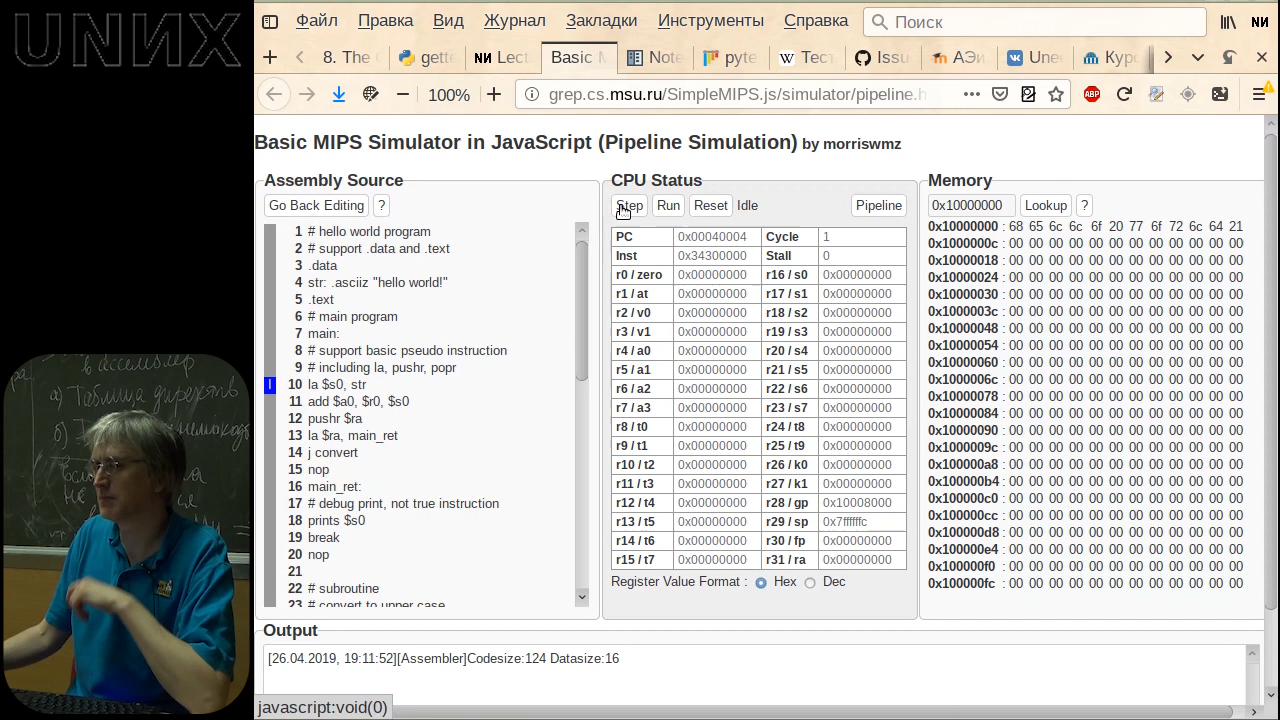 UNИX
Файл Правка Вид Журнал Закладки Инструменты Справка Поиск
8. The gette Lect Basic M Note pyte Тест Issu АЭи Unee Курс
100% grep.cs.msu.ru/SimpleMIPS.js/simulator/pipeline.h ABP
Basic MIPS Simulator in JavaScript (Pipeline Simulation) by morriswmz
Assembly Source
Go Back Editing ?
1 # hello world program
2 # support .data and .text
3 .data
4 str: .asciiz "hello world!"
5 .text
6 # main program
7 main:
8 # support basic pseudo instruction
9 # including la, pushr, popr
I 10 la $s0, str
11 add $a0, $r0, $s0
12 pushr $ra
13 la $ra, main_ret
14 j convert
15 nop
16 main_ret:
17 # debug print, not true instruction
18 prints $s0
19 break
20 nop
21
22 # subroutine
23 # convert to upper case
CPU Status
Step Run Reset Idle Pipeline
PC 0x00040004 Cycle 1
Inst 0x34300000 Stall 0
r0 / zero 0x00000000 r16 / s0 0x00000000
r1 / at 0x00000000 r17 / s1 0x00000000
r2 / v0 0x00000000 r18 / s2 0x00000000
r3 / v1 0x00000000 r19 / s3 0x00000000
r4 / a0 0x00000000 r20 / s4 0x00000000
r5 / a1 0x00000000 r21 / s5 0x00000000
r6 / a2 0x00000000 r22 / s6 0x00000000
r7 / a3 0x00000000 r23 / s7 0x00000000
r8 / t0 0x00000000 r24 / t8 0x00000000
r9 / t1 0x00000000 r25 / t9 0x00000000
r10 / t2 0x00000000 r26 / k0 0x00000000
r11 / t3 0x00000000 r27 / k1 0x00000000
r12 / t4 0x00000000 r28 / gp 0x10008000
r13 / t5 0x00000000 r29 / sp 0x7ffffffc
r14 / t6 0x00000000 r30 / fp 0x00000000
r15 / t7 0x00000000 r31 / ra 0x00000000
Register Value Format : Hex Dec
Memory
0x10000000 Lookup ?
0x10000000 : 68 65 6c 6c 6f 20 77 6f 72 6c 64 21
0x1000000c : 00 00 00 00 00 00 00 00 00 00 00 00
0x10000018 : 00 00 00 00 00 00 00 00 00 00 00 00
0x10000024 : 00 00 00 00 00 00 00 00 00 00 00 00
0x10000030 : 00 00 00 00 00 00 00 00 00 00 00 00
0x1000003c : 00 00 00 00 00 00 00 00 00 00 00 00
0x10000048 : 00 00 00 00 00 00 00 00 00 00 00 00
0x10000054 : 00 00 00 00 00 00 00 00 00 00 00 00
0x10000060 : 00 00 00 00 00 00 00 00 00 00 00 00
0x1000006c : 00 00 00 00 00 00 00 00 00 00 00 00
0x10000078 : 00 00 00 00 00 00 00 00 00 00 00 00
0x10000084 : 00 00 00 00 00 00 00 00 00 00 00 00
0x10000090 : 00 00 00 00 00 00 00 00 00 00 00 00
0x1000009c : 00 00 00 00 00 00 00 00 00 00 00 00
0x100000a8 : 00 00 00 00 00 00 00 00 00 00 00 00
0x100000b4 : 00 00 00 00 00 00 00 00 00 00 00 00
0x100000c0 : 00 00 00 00 00 00 00 00 00 00 00 00
0x100000cc : 00 00 00 00 00 00 00 00 00 00 00 00
0x100000d8 : 00 00 00 00 00 00 00 00 00 00 00 00
0x100000e4 : 00 00 00 00 00 00 00 00 00 00 00 00
0x100000f0 : 00 00 00 00 00 00 00 00 00 00 00 00
0x100000fc : 00 00 00 00 00 00 00 00 00 00 00 00
Output
[26.04.2019, 19:11:52][Assembler]Codesize:124 Datasize:16
javascript:void(0)
в ассемблер
а) Таблица директив
б)